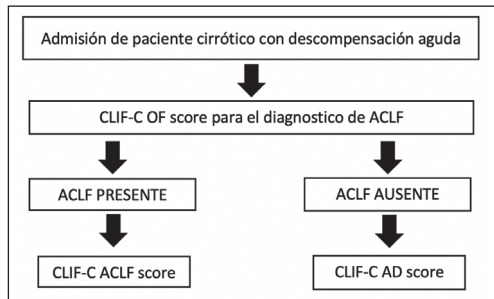 Admisión de paciente cirrótico con descompensación aguda
CLIF-C OF score para el diagnostico de ACLF
ACLF PRESENTE
ACLF AUSENTE
CLIF-C ACLF score
CLIF-C AD score